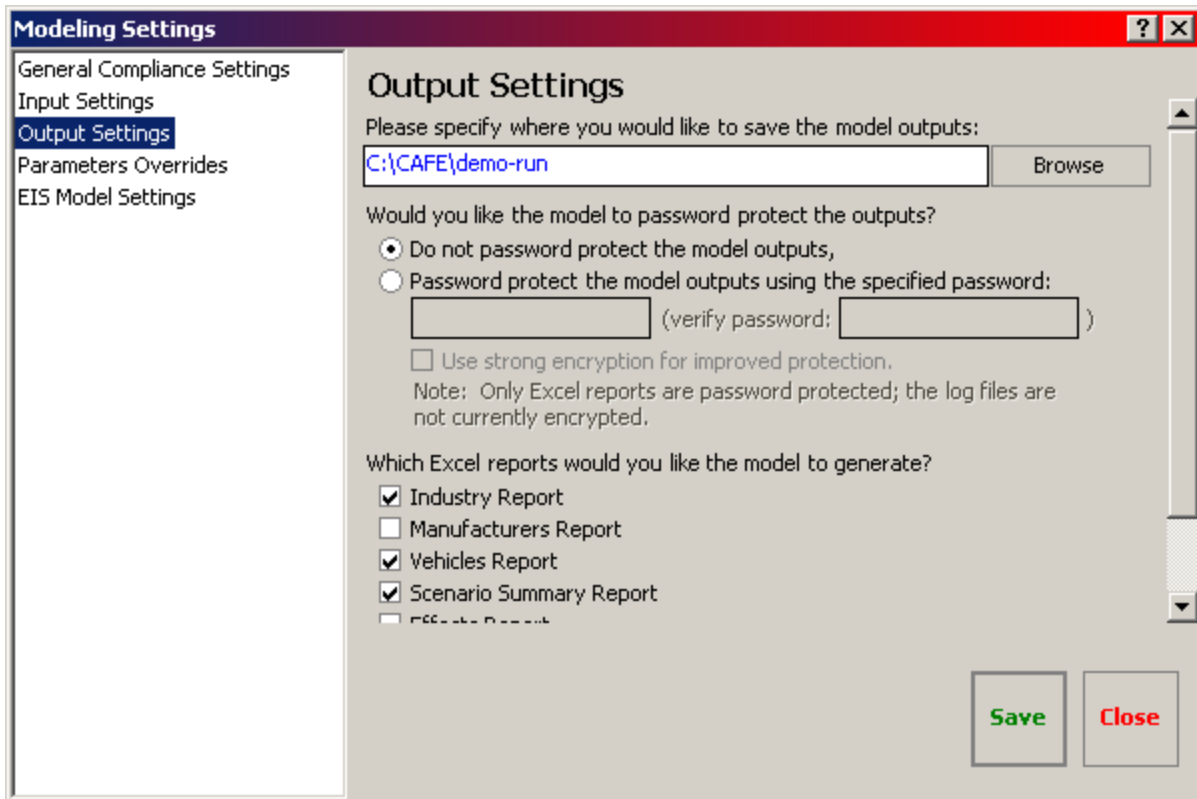 Modeling Settings
General Compliance Settings
Input Settings
Output Settings
Parameters Overrides
EIS Model Settings
Output Settings
Please specify where you would like to save the model outputs:
C:\CAFE\demo-run
Browse
Would you like the model to password protect the outputs?
Do not password protect the model outputs,
Password protect the model outputs using the specified password:
(verify password: )
Use strong encryption for improved protection.
Note: Only Excel reports are password protected; the log files are
not currently encrypted.
Which Excel reports would you like the model to generate?
Industry Report
Manufacturers Report
Vehicles Report
Scenario Summary Report
Effects Report
Save
Close